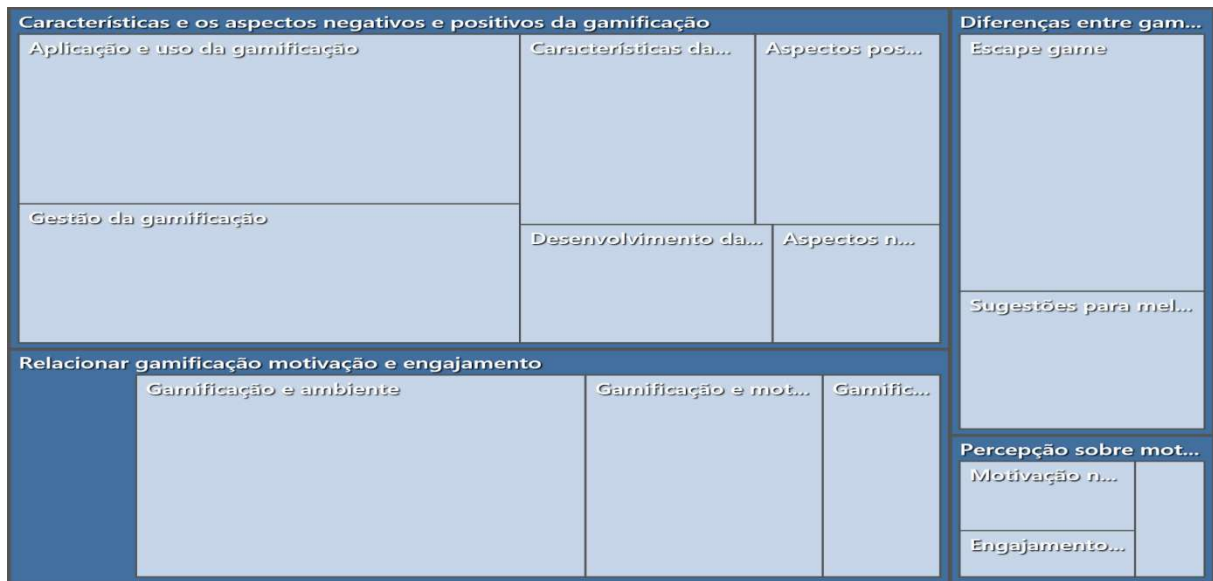 Características e os aspectos negativos e positivos da gamificação
Aplicação e uso da gamificação
Características da...
Aspectos pos...
Gestão da gamificação
Desenvolvimento da...
Aspectos n...
Relacionar gamificação motivação e engajamento
Gamificação e ambiente
Gamificação e mot...
Gamific...
Diferenças entre gam...
Escape game
Sugestões para mel...
Percepção sobre mot...
Motivação n...
Engajamento...